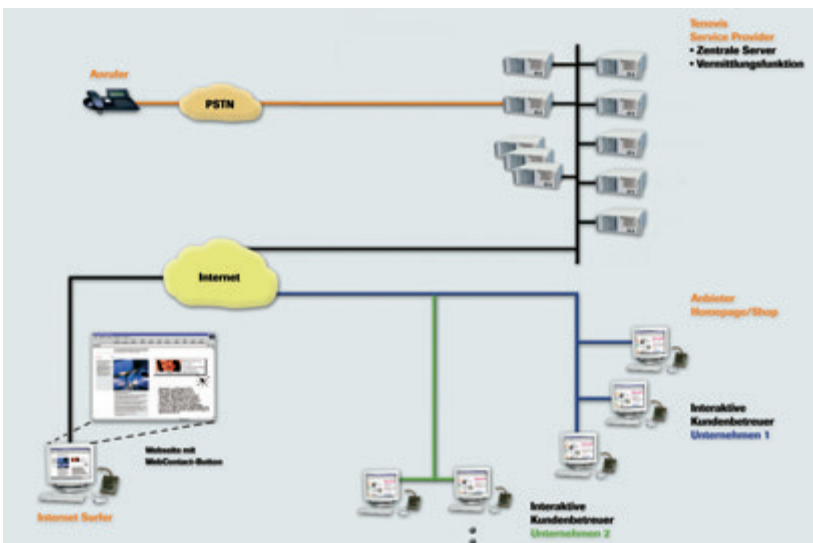 Tenovis
Service Provider
• Zentrale Server
• Vermittlungsfunktion
Anrufer
PSTN
Internet
Anbieter
Homepage/Shop
Interaktive
Kundenbetreuer
Unternehmen 1
Webseite mit
WebContact-Button
Internet Surfer
Interaktive
Kundenbetreuer
Unternehmen 2